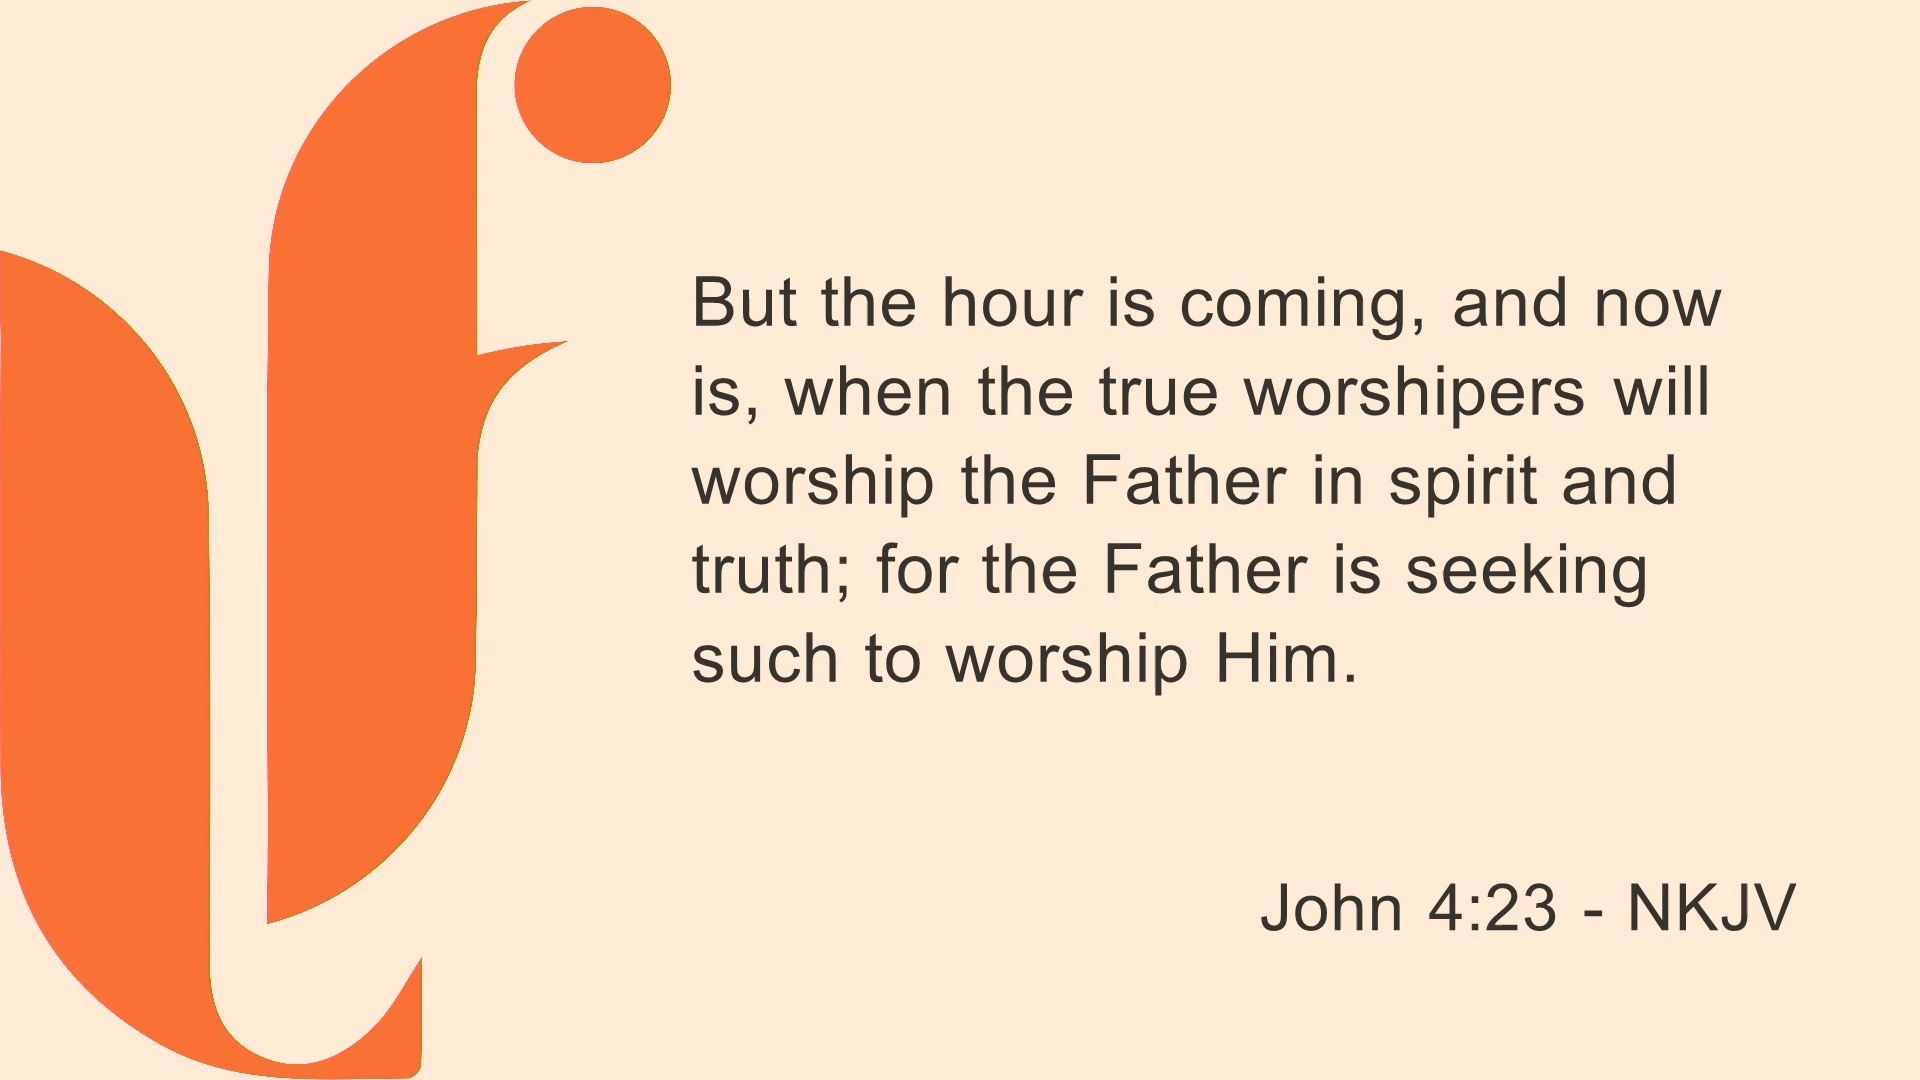 But the hour is coming, and now
is, when the true worshipers will
worship the Father in spirit and
truth; for the Father is seeking
such to worship Him.
John 4:23 - NKJV